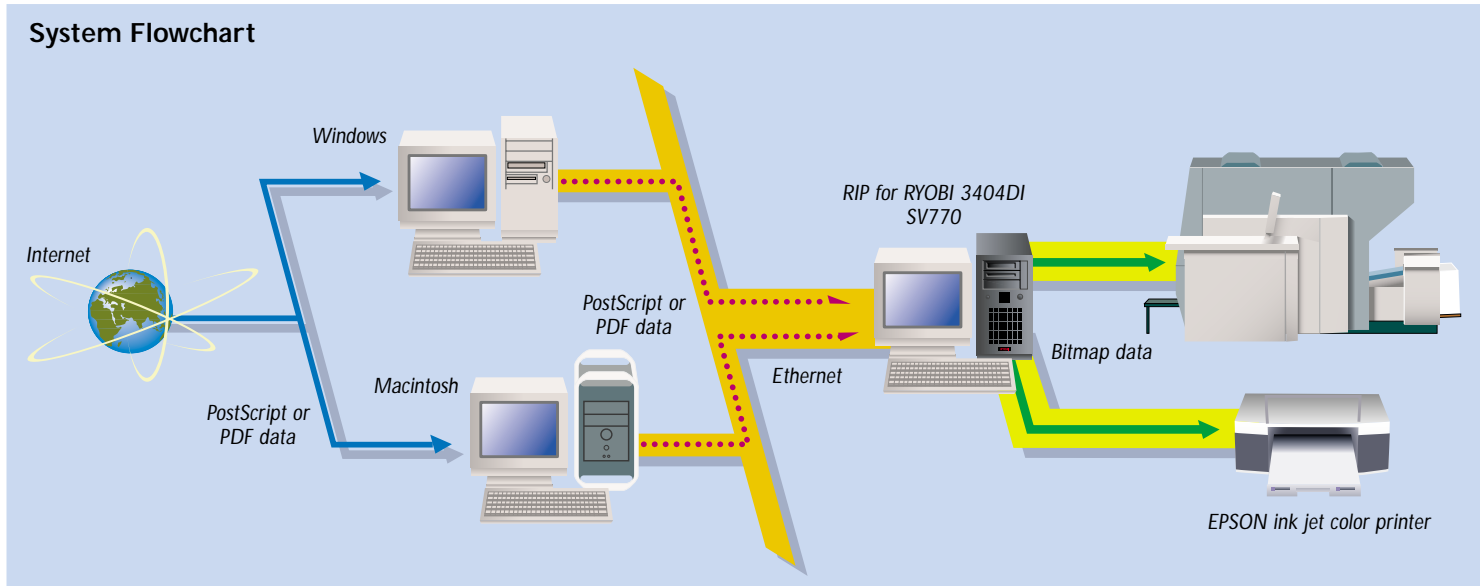 System Flowchart
Windows
Internet
PostScript or
PDF data
Macintosh
PostScript or
PDF data
Ethernet
RIP for RYOBI 3404DI
SV770
Bitmap data
EPSON ink jet color printer